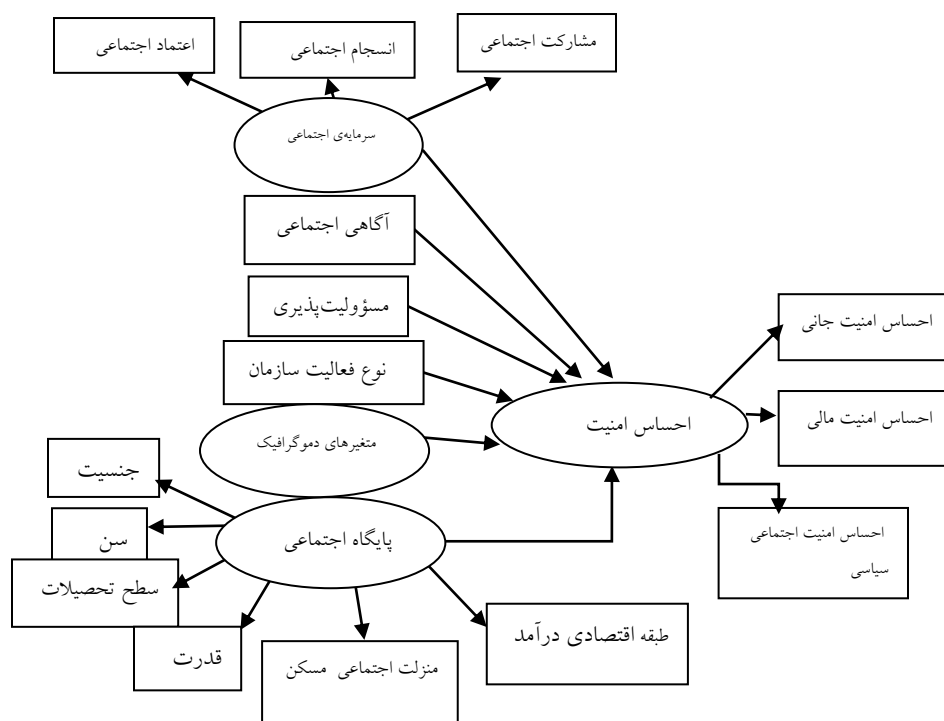 مشارکت اجتماعی
انسجام اجتماعی
اعتماد اجتماعی
سرمایه‌ی اجتماعی
آگاهی اجتماعی
مسؤولیت‌پذیری
نوع فعالیت سازمان
متغیرهای دموگرافیک
احساس امنیت
احساس امنیت جانی
احساس امنیت مالی
احساس امنیت اجتماعی
سیاسی
پایگاه اجتماعی
جنسیت
سن
سطح تحصیلات
قدرت
منزلت اجتماعی مسکن
طبقه اقتصادی درآمد